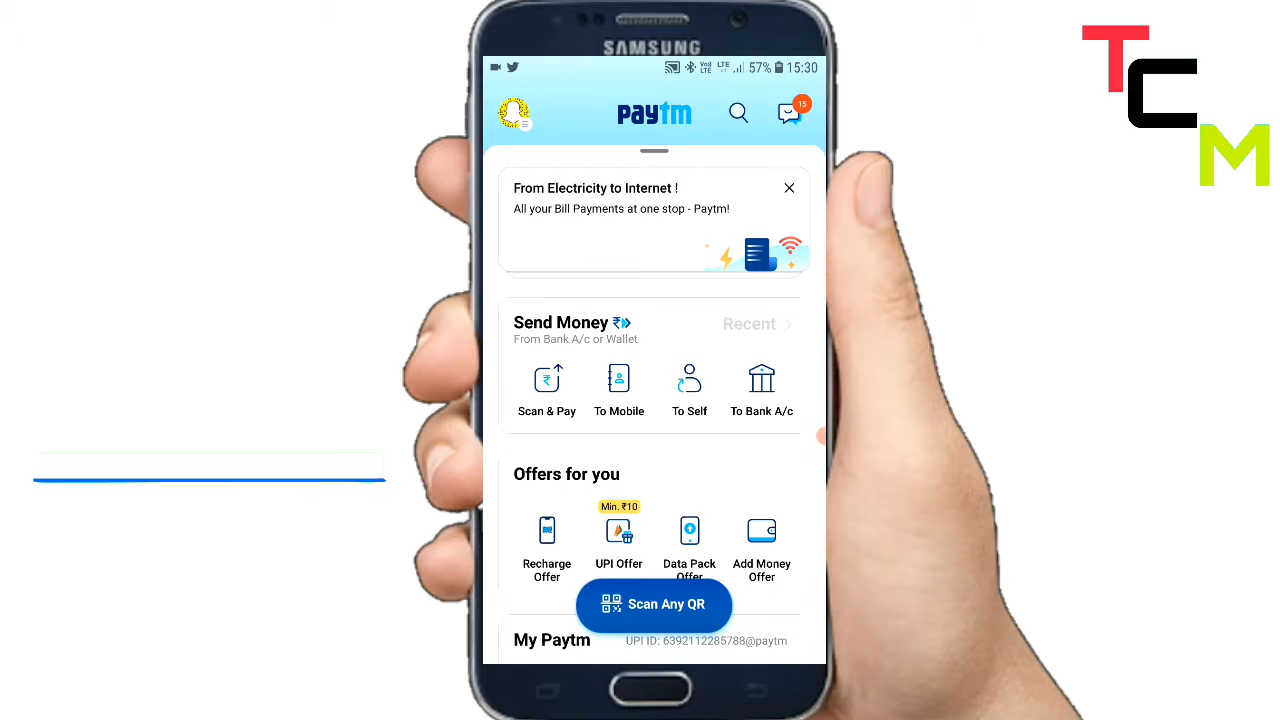 SAMSUNG
VoJ LTE LTE 57% 15:30
paytm
15
TCM
From Electricity to Internet !
All your Bill Payments at one stop - Paytm!
Send Money
Recent
From Bank A/c or Wallet
Scan & Pay To Mobile To Self To Bank A/c
Offers for you
Min. ₹10
Recharge Offer
UPI Offer
Data Pack Offer
Add Money Offer
Scan Any QR
My Paytm UPI ID: 6392112285788@paytm